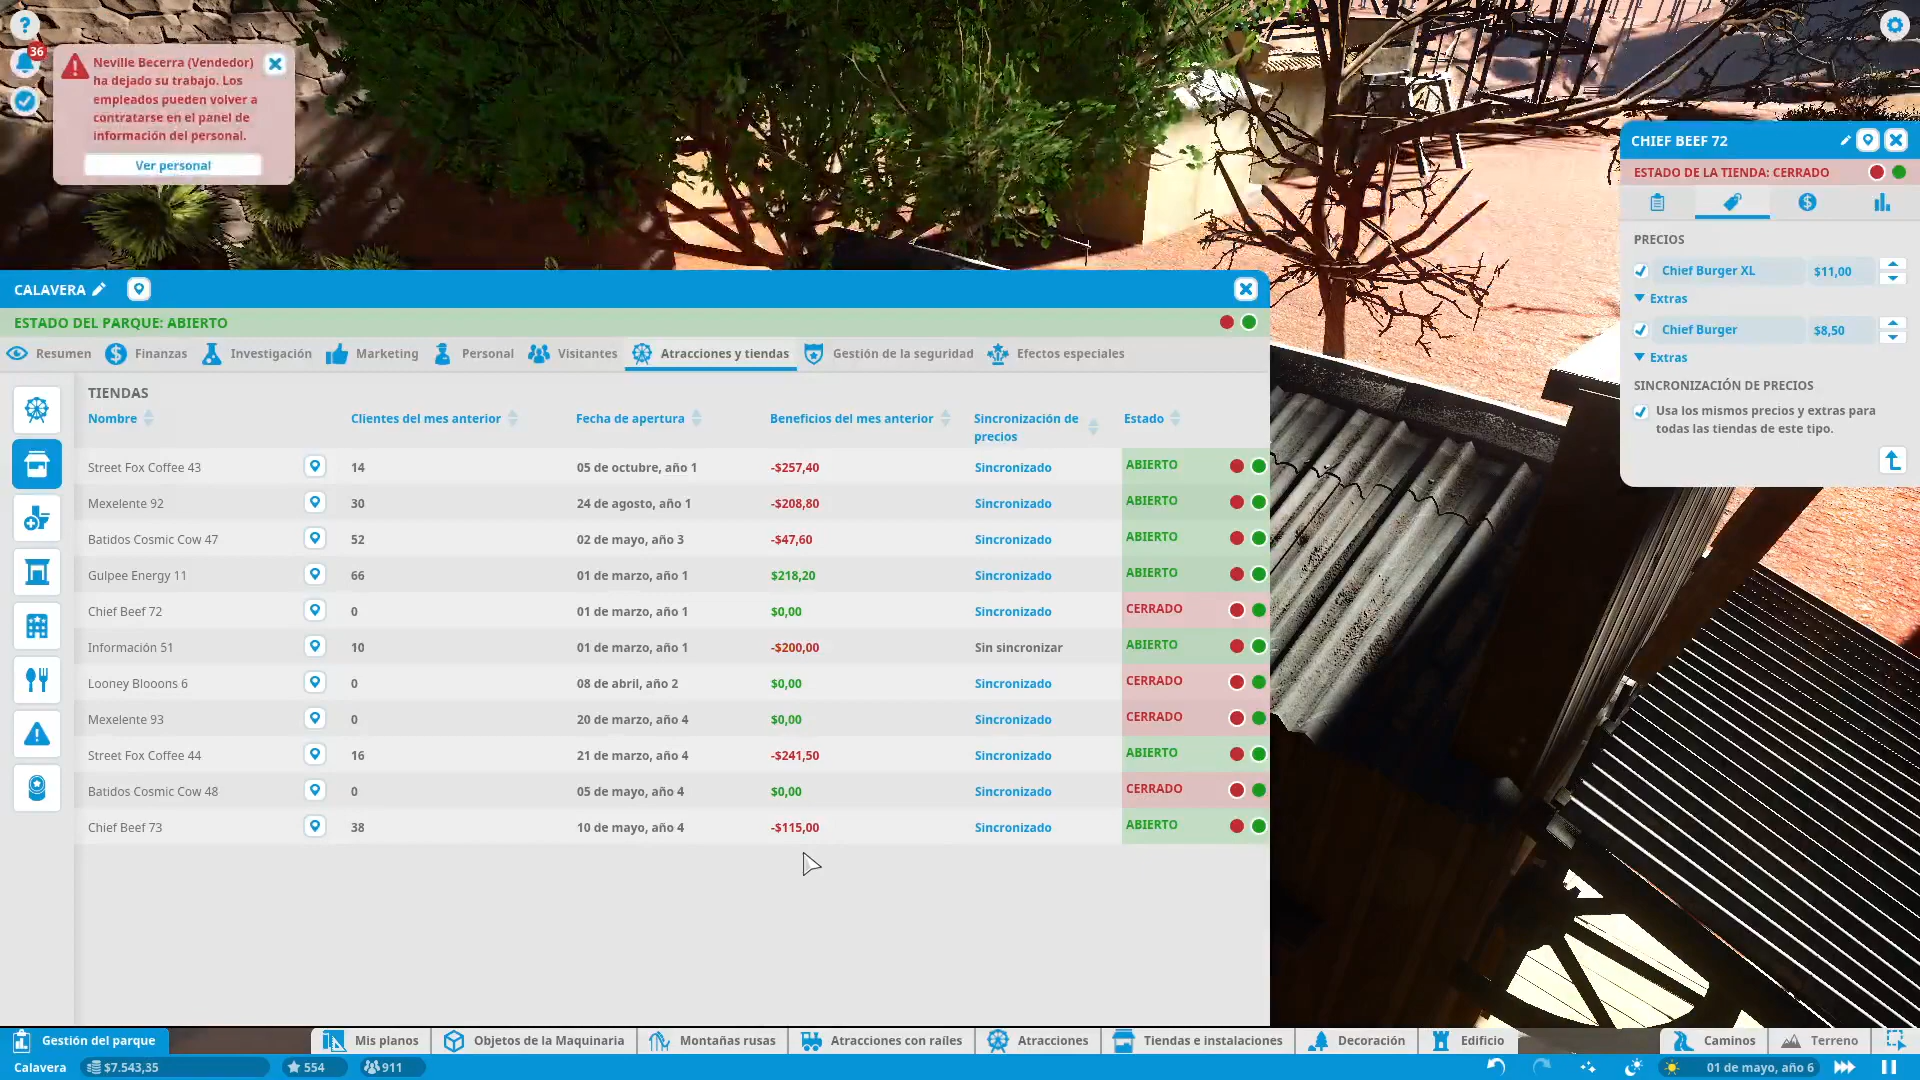 ?
36
Neville Becerra (Vendedor)
ha dejado su trabajo. Los
empleados pueden volver a
contratarse en el panel de
información del personal.
Ver personal
CHIEF BEEF 72
ESTADO DE LA TIENDA: CERRADO
PRECIOS
Chief Burger XL $11,00
Extras
Chief Burger $8,50
Extras
SINCRONIZACIÓN DE PRECIOS
Usa los mismos precios y extras para
todas las tiendas de este tipo.
CALAVERA
ESTADO DEL PARQUE: ABIERTO
Resumen Finanzas Investigación Marketing Personal Visitantes Atracciones y tiendas Gestión de la seguridad Efectos especiales
TIENDAS
Nombre Clientes del mes anterior Fecha de apertura Beneficios del mes anterior Sincronización de
precios Estado
Street Fox Coffee 43 14 05 de octubre, año 1 -$257,40 Sincronizado ABIERTO
Mexelente 92 30 24 de agosto, año 1 -$208,80 Sincronizado ABIERTO
Batidos Cosmic Cow 47 52 02 de mayo, año 3 -$47,60 Sincronizado ABIERTO
Gulpee Energy 11 66 01 de marzo, año 1 $218,20 Sincronizado ABIERTO
Chief Beef 72 0 01 de marzo, año 1 $0,00 Sincronizado CERRADO
Información 51 10 01 de marzo, año 1 -$200,00 Sin sincronizar ABIERTO
Looney Blooons 6 0 08 de abril, año 2 $0,00 Sincronizado CERRADO
Mexelente 93 0 20 de marzo, año 4 $0,00 Sincronizado CERRADO
Street Fox Coffee 44 16 21 de marzo, año 4 -$241,50 Sincronizado ABIERTO
Batidos Cosmic Cow 48 0 05 de mayo, año 4 $0,00 Sincronizado CERRADO
Chief Beef 73 38 10 de mayo, año 4 -$115,00 Sincronizado ABIERTO
Gestión del parque Mis planos Objetos de la Maquinaria Montañas rusas Atracciones con raíles Atracciones Tiendas e instalaciones Decoración Edificio Caminos Terreno
Calavera $7.543,35 554 911 01 de mayo, año 6